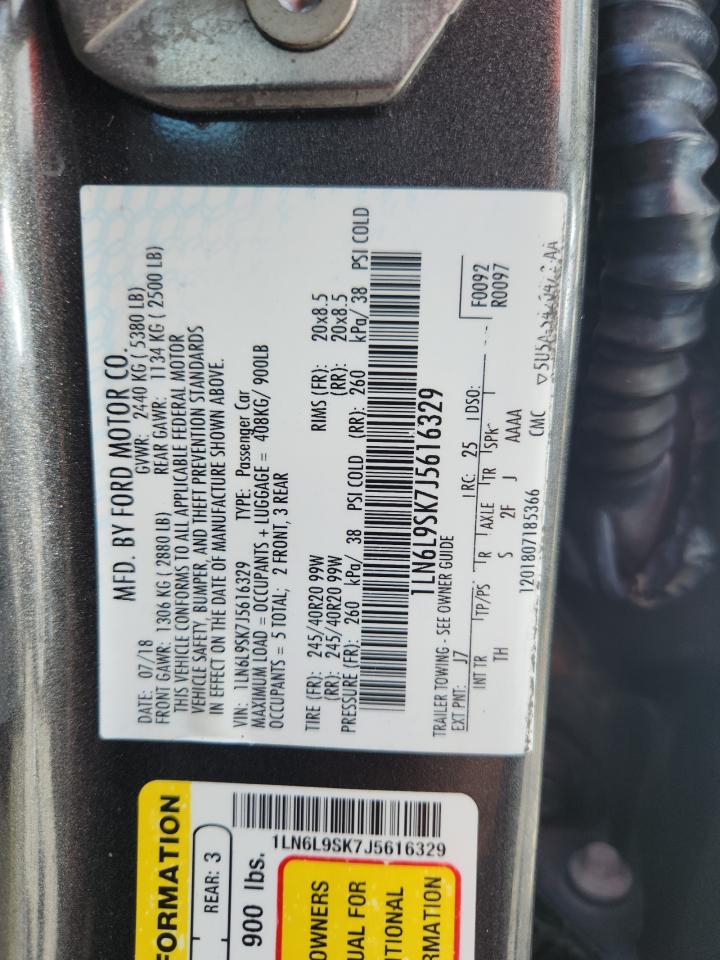 MFD. BY FORD MOTOR CO.
DATE: 07/18 GVWR: 2440 KG ( 5380 LB)
FRONT GAWR: 1306 KG ( 2880 LB) REAR GAWR: 1134 KG ( 2500 LB)
THIS VEHICLE CONFORMS TO ALL APPLICABLE FEDERAL MOTOR
VEHICLE SAFETY, BUMPER, AND THEFT PREVENTION STANDARDS
IN EFFECT ON THE DATE OF MANUFACTURE SHOWN ABOVE.
VIN: 1LN6L9SK7J5616329 TYPE: Passenger Car
MAXIMUM LOAD = OCCUPANTS + LUGGAGE = 408KG/ 900LB
OCCUPANTS = 5 TOTAL; 2 FRONT, 3 REAR
TIRE (FR): 245/40R20 99W RIMS (FR): 20x8.5
(RR): 245/40R20 99W (RR): 20x8.5
PRESSURE (FR): 260 kPa/ 38 PSI COLD (RR): 260 kPa/ 38 PSI COLD
1LN6L9SK7J5616329
TRAILER TOWING - SEE OWNER GUIDE
EXT PNT: J7 RC: 25 DSO: F0092
R0097
INT TR TP/PS R AXLE TR SPR
TH S 2F J AAAA
1201807185366 CMC
FORMATION
REAR: 3
900 lbs.
1LN6L9SK7J5616329
OWNERS
UAL FOR
ITIONAL
RMATION